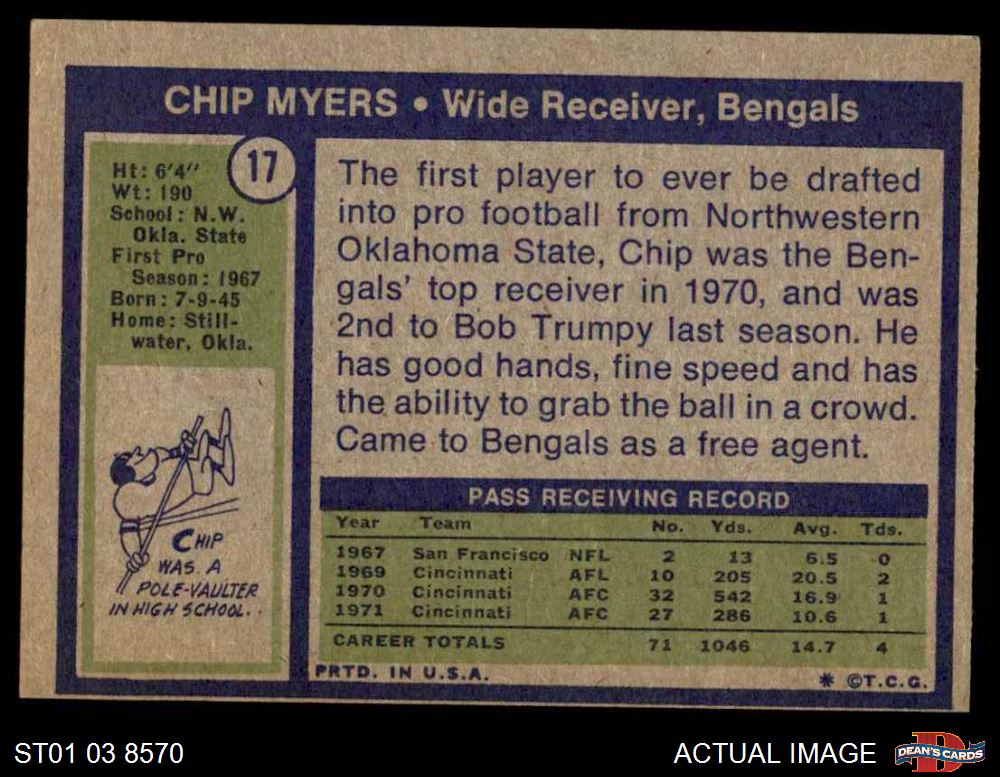 CHIP MYERS • Wide Receiver, Bengals
17
Ht: 6'4"
Wt: 190
School: N.W.
Okla. State
First Pro
Season: 1967
Born: 7-9-45
Home: Still-
water, Okla.
CHIP
WAS A
POLE-VAULTER
IN HIGH SCHOOL.
The first player to ever be drafted
into pro football from Northwestern
Oklahoma State, Chip was the Ben-
gals' top receiver in 1970, and was
2nd to Bob Trumpy last season. He
has good hands, fine speed and has
the ability to grab the ball in a crowd.
Came to Bengals as a free agent.
PASS RECEIVING RECORD
Year Team No. Yds. Avg. Tds.
1967 San Francisco NFL 2 13 6.5 0
1969 Cincinnati AFL 10 205 20.5 2
1970 Cincinnati AFC 32 542 16.9 1
1971 Cincinnati AFC 27 286 10.6 1
CAREER TOTALS 71 1046 14.7 4
PRTD. IN U.S.A. * ©T.C.G.
ST01 03 8570 ACTUAL IMAGE DEAN'S CARDS